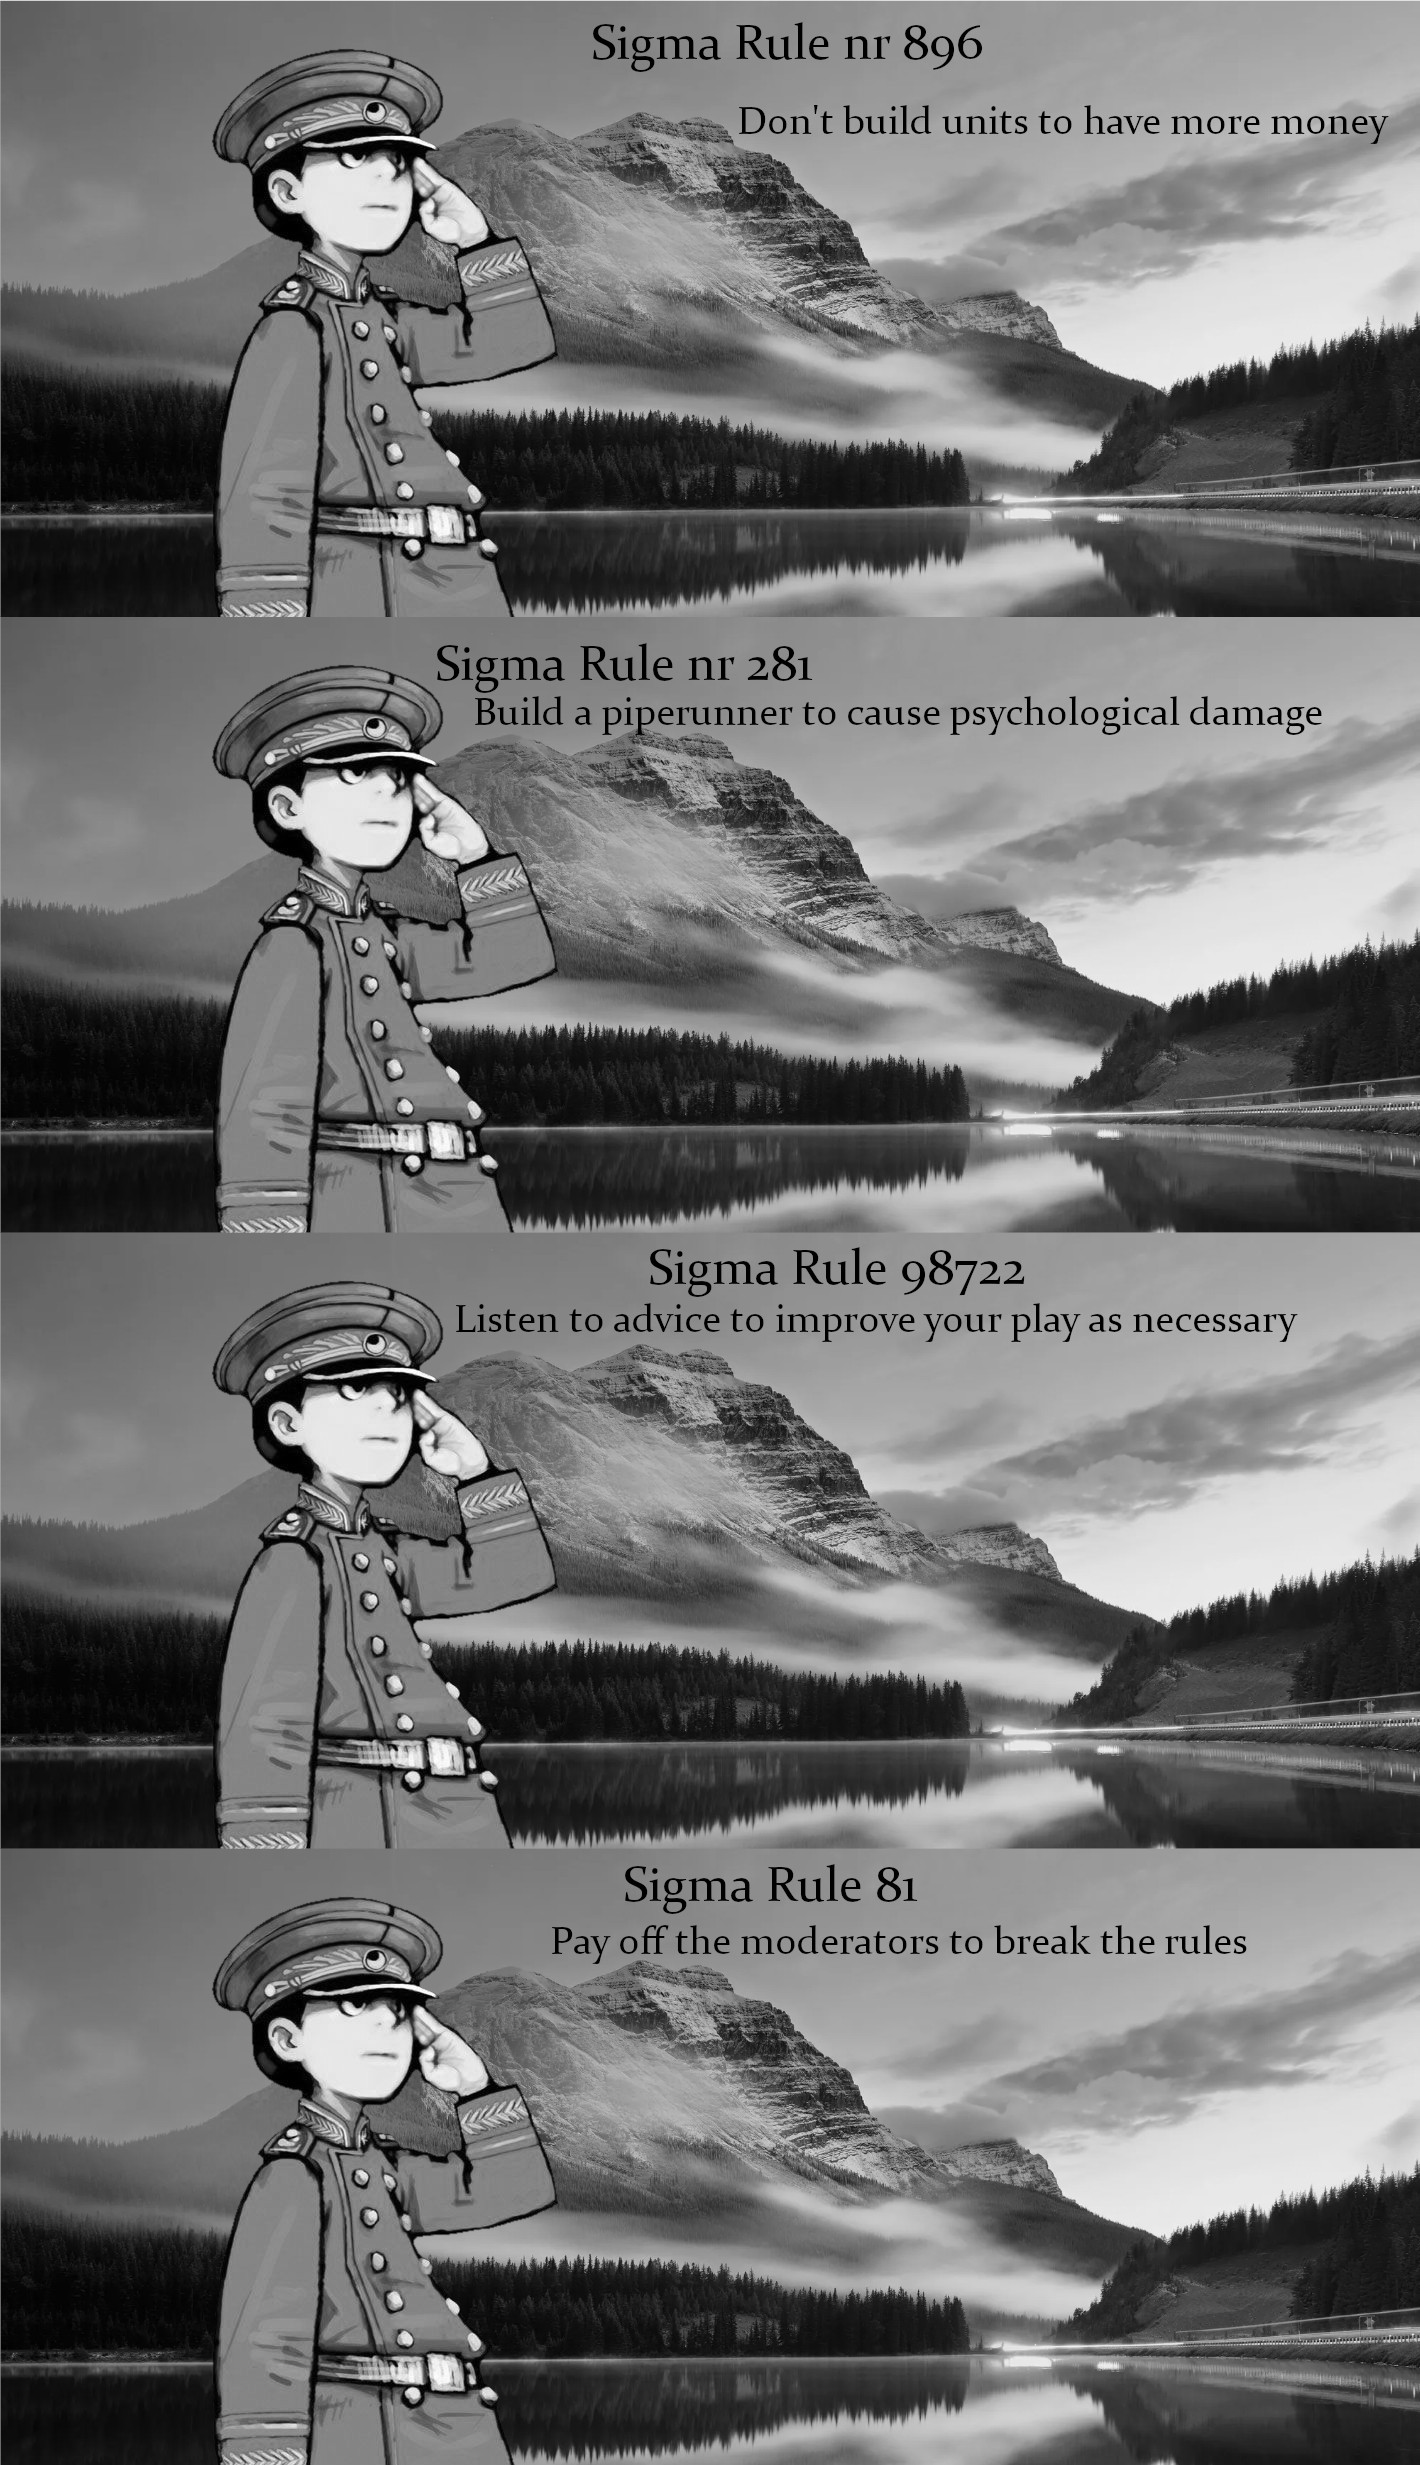 Sigma Rule nr 896
Don't build units to have more money
Sigma Rule nr 281
Build a piperunner to cause psychological damage
Sigma Rule 98722
Listen to advice to improve your play as necessary
Sigma Rule 81
Pay off the moderators to break the rules